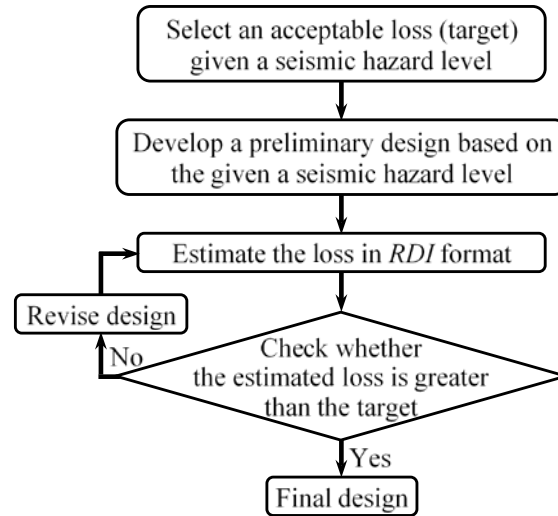 Select an acceptable loss (target)
given a seismic hazard level
Develop a preliminary design based on
the given a seismic hazard level
Estimate the loss in RDI format
Revise design
No
Check whether
the estimated loss is greater
than the target
Yes
Final design